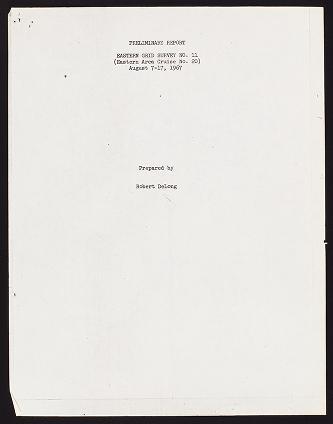 PRELIMINARY REPORT
EASTERN GRID SURVEY NO. 11
(Eastern Area Cruise No. 20)
August 7-17, 1967
Prepared by
Robert DeLong